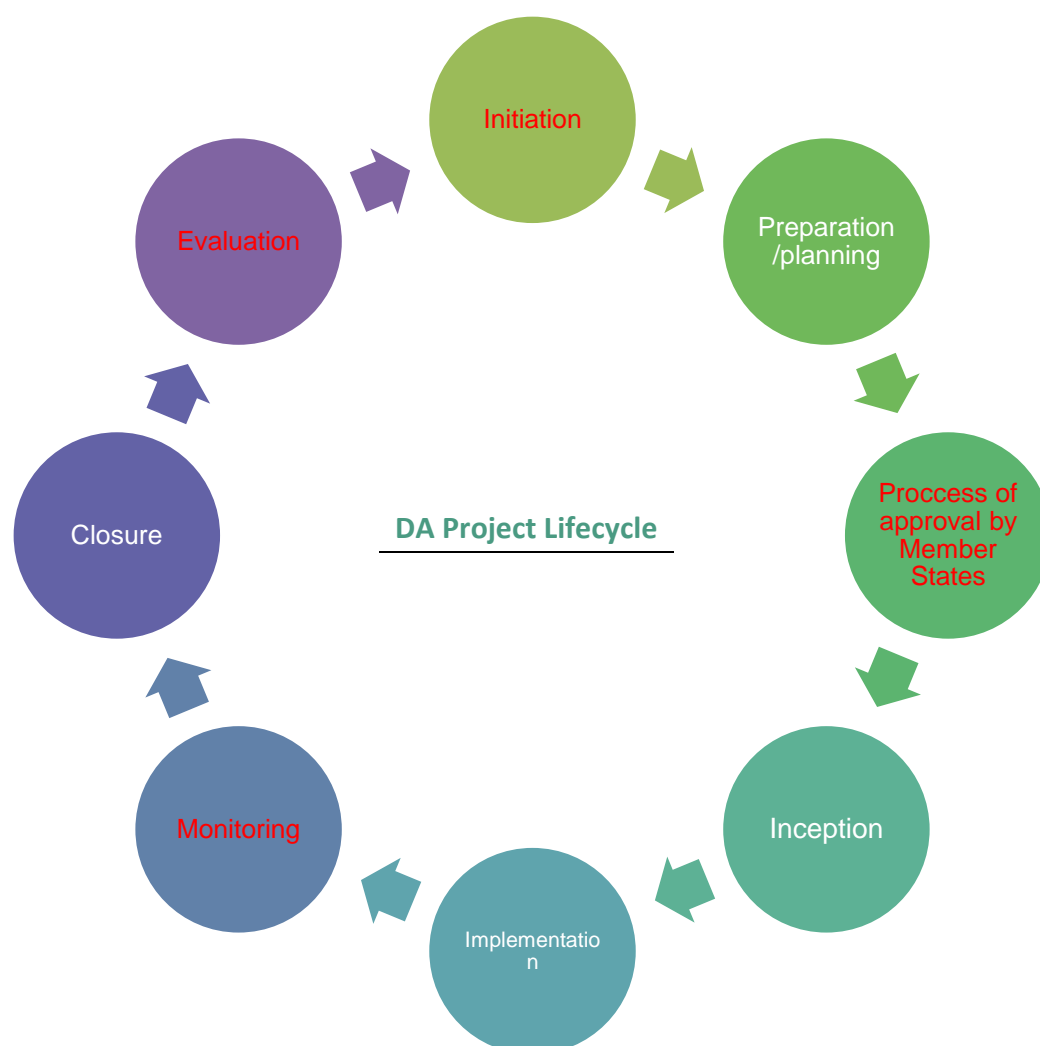 Initiation
Preparation
/planning
Proccess of
approval by
Member
States
Inception
Implementatio
n
Monitoring
Closure
Evaluation
DA Project Lifecycle